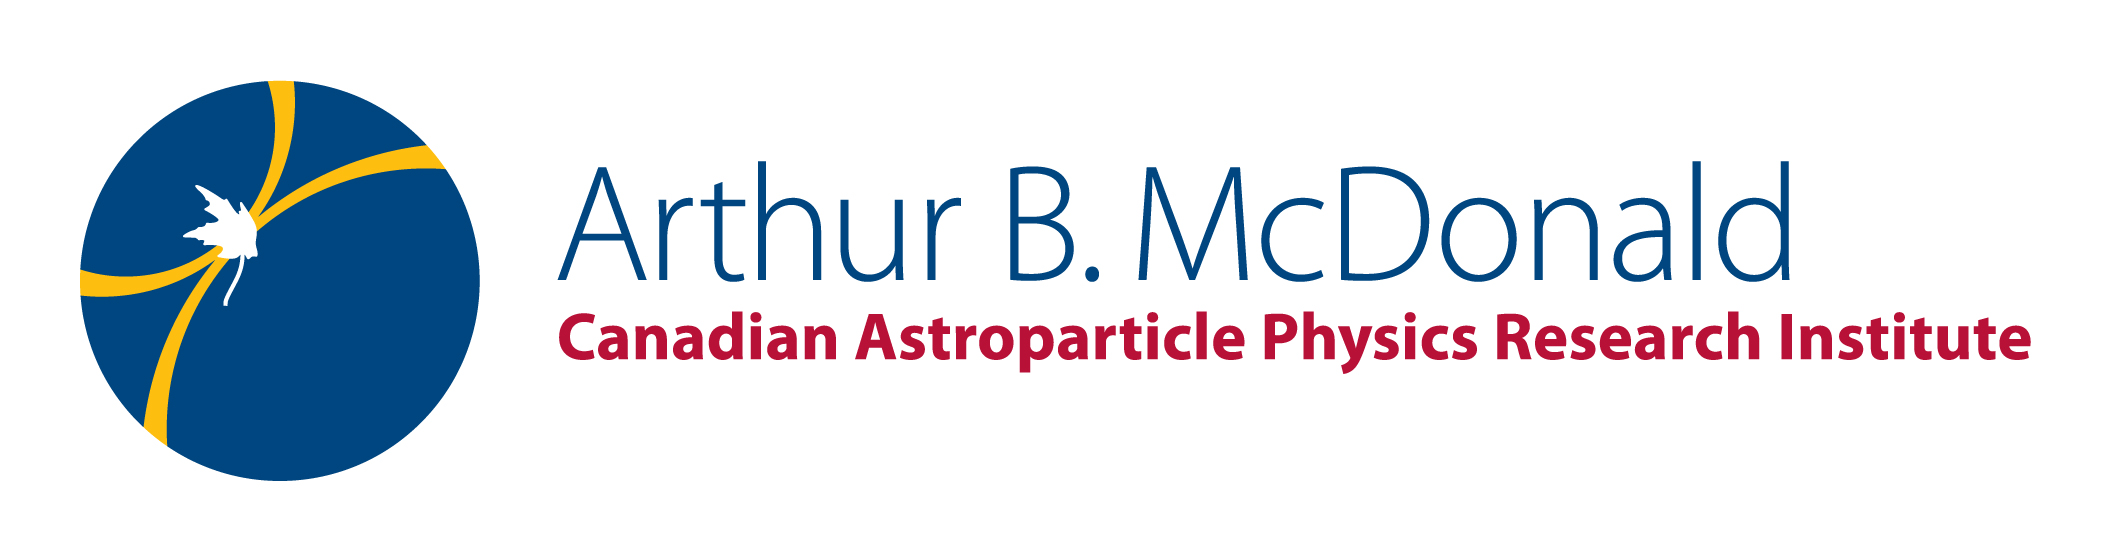 Arthur B. McDonald
Canadian Astroparticle Physics Research Institute